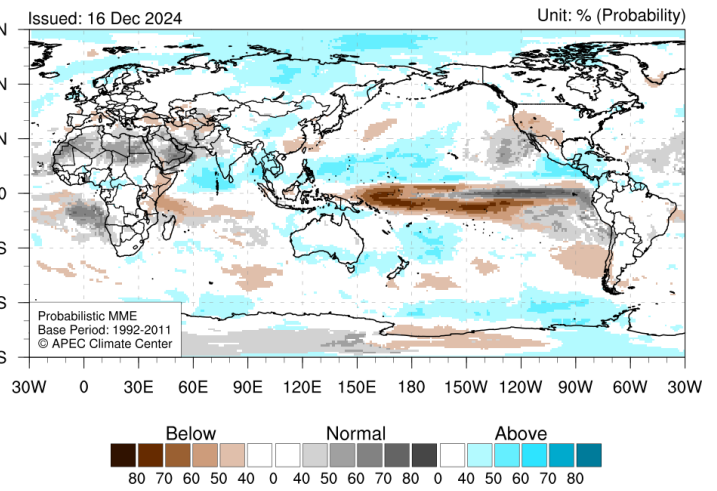 Issued: 16 Dec 2024
Unit: % (Probability)
N
N
N
0
S
S
S
Probabilistic MME
Base Period: 1992-2011
© APEC Climate Center
30W 0 30E 60E 90E 120E 150E 180 150W 120W 90W 60W 30W
Below Normal Above
80 70 60 50 40 0 40 50 60 70 80 0 40 50 60 70 80